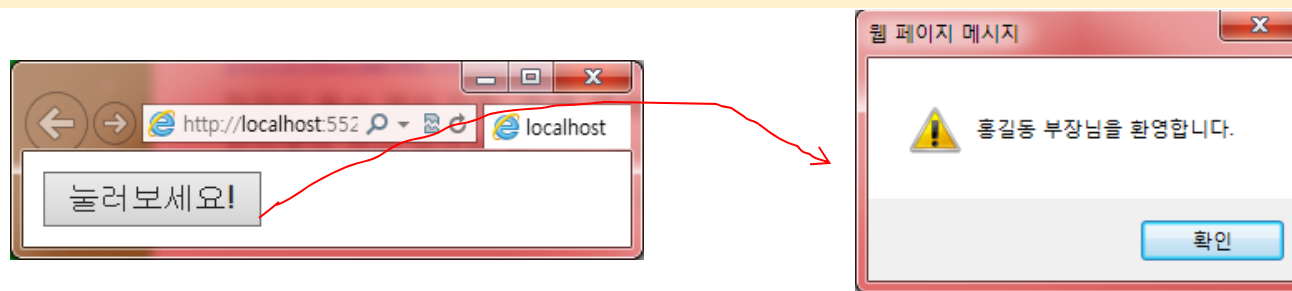 웹 페이지 메시지
http://localhost:552
localhost
눌러보세요!
홍길동 부장님을 환영합니다.
확인